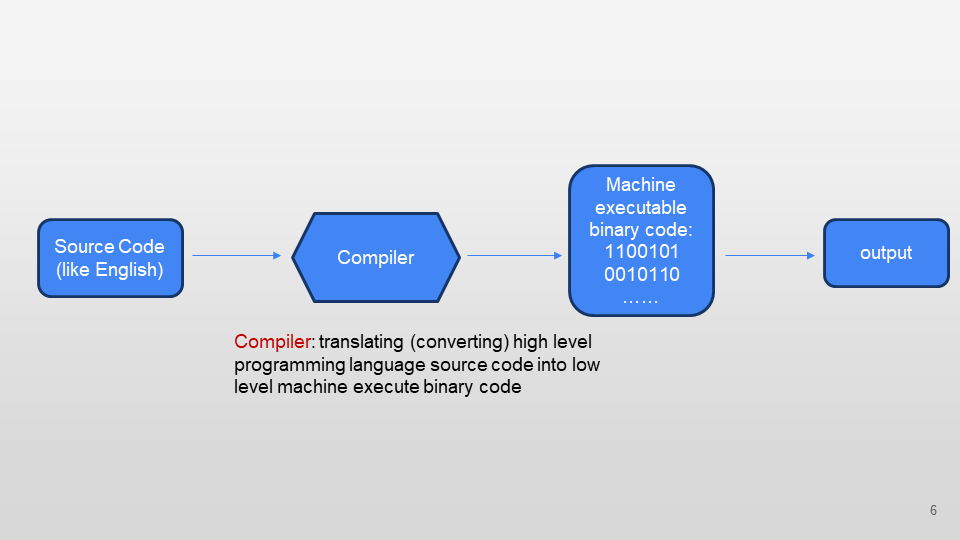 Source Code
(like English)
Compiler
Machine
executable
binary code:
1100101
0010110
……
output
Compiler: translating (converting) high level
programming language source code into low
level machine execute binary code
6